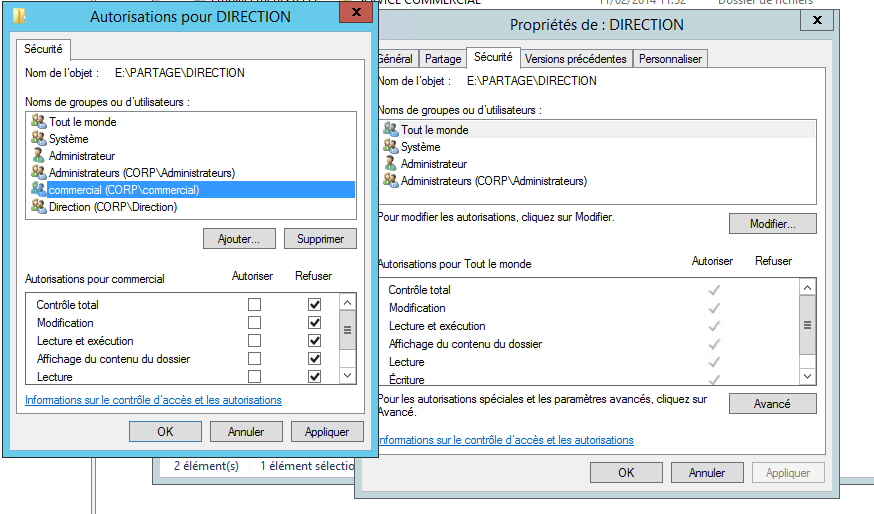 SERVICE COMMERCIAL
11/02/2014 11:52
Dossier de fichiers
Autorisations pour DIRECTION
x
Sécurité
Nom de l'objet : E:\PARTAGE\DIRECTION
Noms de groupes ou d'utilisateurs :
Tout le monde
Système
Administrateur
Administrateurs (CORP\Administrateurs)
commercial (CORP\commercial)
Direction (CORP\Direction)
Ajouter...
Supprimer
Autorisations pour commercial
Autoriser
Refuser
Contrôle total
Modification
Lecture et exécution
Affichage du contenu du dossier
Lecture
Informations sur le contrôle d'accès et les autorisations
OK
Annuler
Appliquer
2 élément(s)
1 élément sélectio
Propriétés de : DIRECTION
x
Général
Partage
Sécurité
Versions précédentes
Personnaliser
Nom de l'objet : E:\PARTAGE\DIRECTION
Noms de groupes ou d'utilisateurs :
Tout le monde
Système
Administrateur
Administrateurs (CORP\Administrateurs)
Pour modifier les autorisations, cliquez sur Modifier.
Modifier...
Autorisations pour Tout le monde
Autoriser
Refuser
Contrôle total
Modification
Lecture et exécution
Affichage du contenu du dossier
Lecture
Écriture
Pour les autorisations spéciales et les paramètres avancés, cliquez sur
Avancé.
Avancé
Informations sur le contrôle d'accès et les autorisations
OK
Annuler
Appliquer